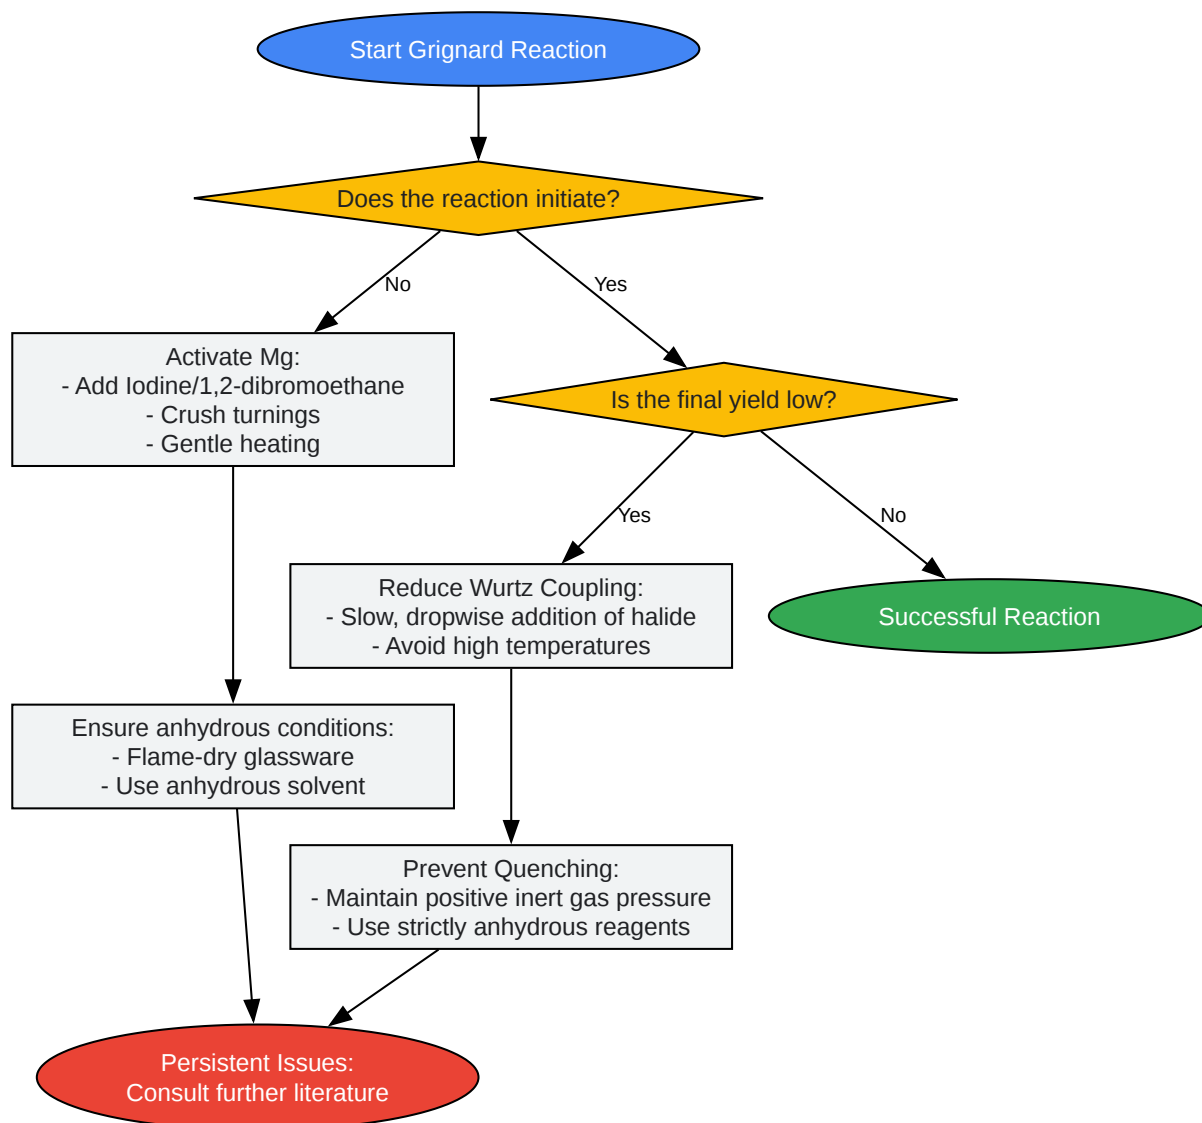 Start Grignard Reaction
Does the reaction initiate?
No
Yes
Activate Mg:
- Add Iodine/1,2-dibromoethane
- Crush turnings
- Gentle heating
Is the final yield low?
Yes
No
Reduce Wurtz Coupling:
- Slow, dropwise addition of halide
- Avoid high temperatures
Successful Reaction
Ensure anhydrous conditions:
- Flame-dry glassware
- Use anhydrous solvent
Prevent Quenching:
- Maintain positive inert gas pressure
- Use strictly anhydrous reagents
Persistent Issues:
Consult further literature